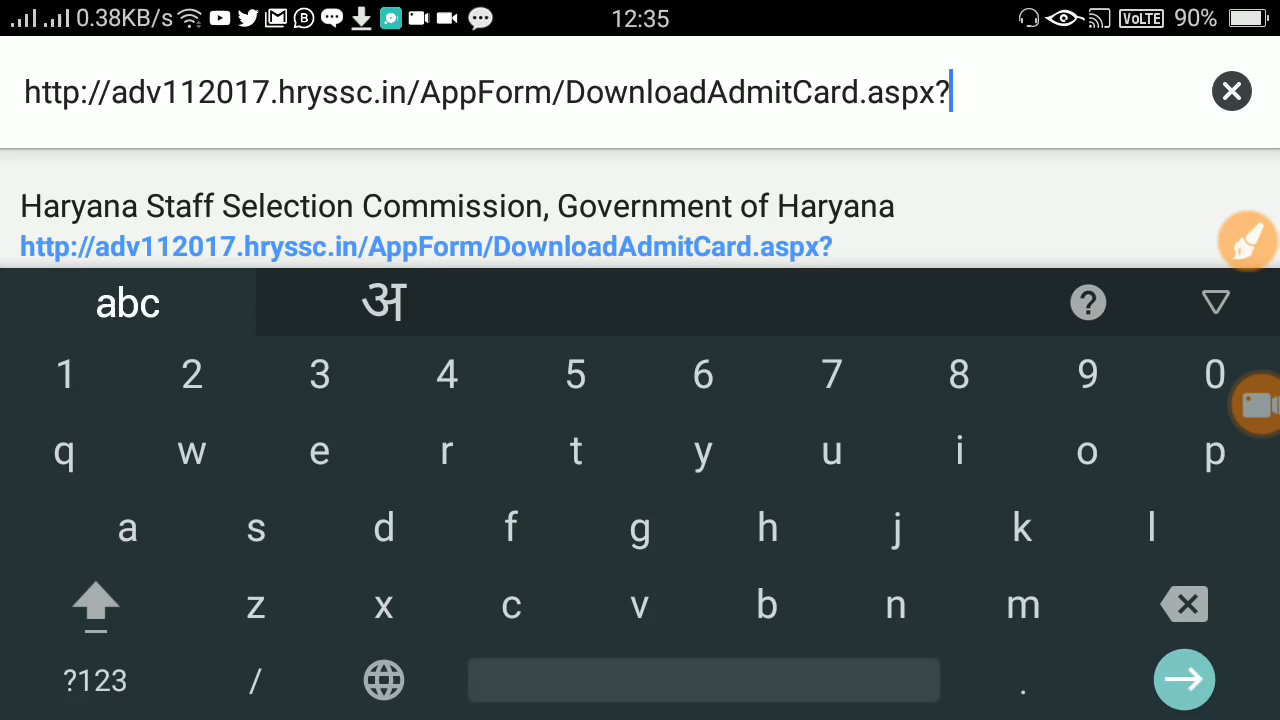 0.38KB/s 12:35 VoLTE 90%
http://adv112017.hryssc.in/AppForm/DownloadAdmitCard.aspx?
Haryana Staff Selection Commission, Government of Haryana
http://adv112017.hryssc.in/AppForm/DownloadAdmitCard.aspx?
abc अ ?
1 2 3 4 5 6 7 8 9 0
q w e r t y u i o p
a s d f g h j k l
z x c v b n m
?123 / .